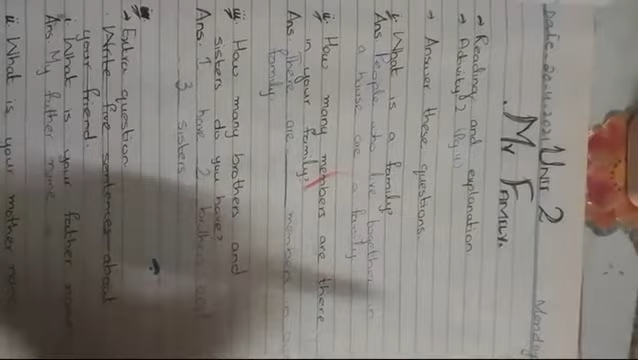 Unit 2 Monday
My Family.
→ Reading and explanation
→ Activity 2 (Pg 11)
→ Answer these questions.
i. What is a family?
Ans People who live together in
a house are a family
ii. How many members are there
in your family?
Ans There are members in
family
iii. How many brothers and
sisters do you have?
Ans. I have 2 brothers and
3 sisters
→ Extra question
Write five sentences about
your friend.
i. What is your father name
Ans My father name
ii What is your mother name